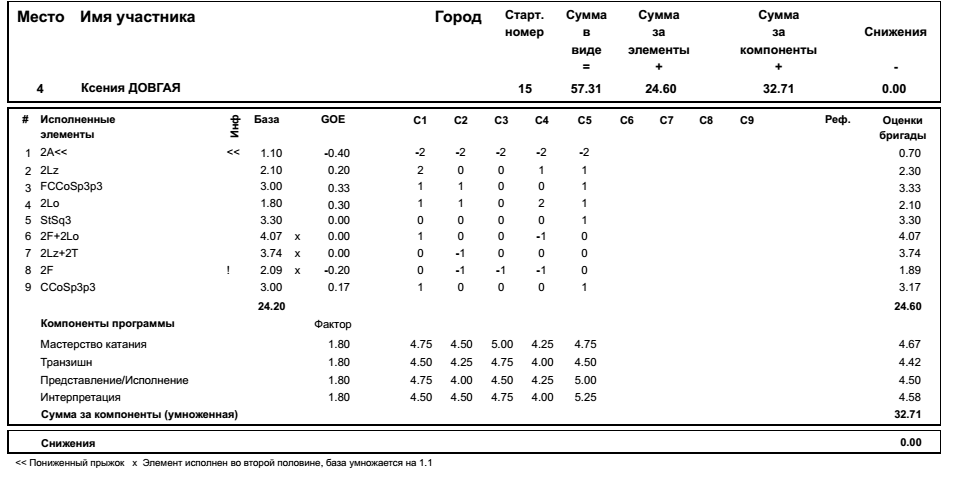 Место Имя участника Город Старт. номер Сумма в виде = Сумма за элементы + Сумма за компоненты + Снижения -
4 Ксения ДОВГАЯ 15 57.31 24.60 32.71 0.00
# Исполненные элементы Инф База GOE C1 C2 C3 C4 C5 C6 C7 C8 C9 Реф. Оценки бригады
1 2A<< << 1.10 -0.40 -2 -2 -2 -2 -2 0.70
2 2Lz 2.10 0.20 2 0 0 1 1 2.30
3 FCCoSp3p3 3.00 0.33 1 1 0 0 1 3.33
4 2Lo 1.80 0.30 1 1 0 2 1 2.10
5 StSq3 3.30 0.00 0 0 0 0 1 3.30
6 2F+2Lo 4.07 x 0.00 1 0 0 -1 0 4.07
7 2Lz+2T 3.74 x 0.00 0 -1 0 0 0 3.74
8 2F ! 2.09 x -0.20 0 -1 -1 -1 0 1.89
9 CCoSp3p3 3.00 0.17 1 0 0 0 1 3.17
24.20 24.60
Компоненты программы Фактор
Мастерство катания 1.80 4.75 4.50 5.00 4.25 4.75 4.67
Транзишн 1.80 4.50 4.25 4.75 4.00 4.50 4.42
Представление/Исполнение 1.80 4.75 4.00 4.50 4.25 5.00 4.50
Интерпретация 1.80 4.50 4.50 4.75 4.00 5.25 4.58
Сумма за компоненты (умноженная) 32.71
Снижения 0.00
<< Пониженный прыжок x Элемент исполнен во второй половине, база умножается на 1.1